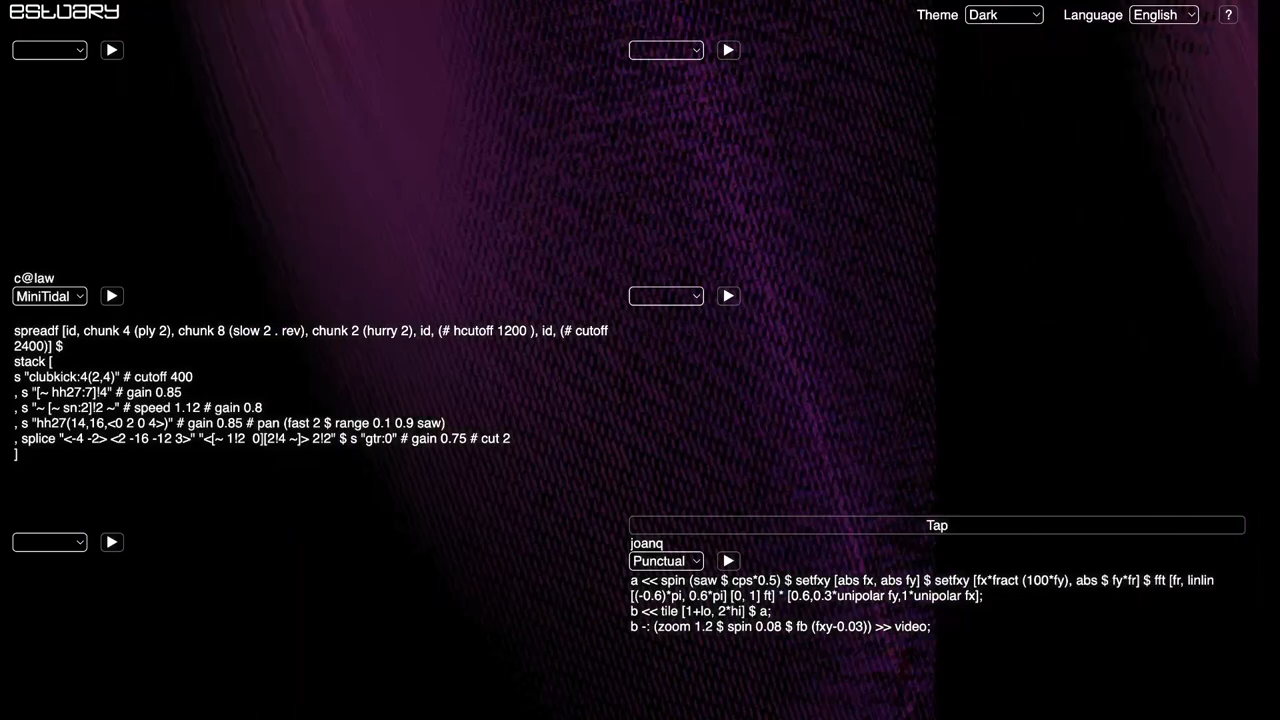 estuary
Theme Dark Language English ?
c@law
MiniTidal
spreadf [id, chunk 4 (ply 2), chunk 8 (slow 2 . rev), chunk 2 (hurry 2), id, (# hcutoff 1200 ), id, (# cutoff
2400)] $
stack [
s "clubkick:4(2,4)" # cutoff 400
, s "[~ hh27:7]!4" # gain 0.85
, s "~ [~ sn:2]!2 ~" # speed 1.12 # gain 0.8
, s "hh27(14,16,<0 2 0 4>)" # gain 0.85 # pan (fast 2 $ range 0.1 0.9 saw)
, splice "<-4 -2> <2 -16 -12 3>" "<[~ 1!2  0][2!4 ~]> 2!2" $ s "gtr:0" # gain 0.75 # cut 2
]
Tap
joanq
Punctual
a << spin (saw $ cps*0.5) $ setfxy [abs fx, abs fy] $ setfxy [fx*fract (100*fy), abs $ fy*fr] $ fft [fr, linlin
[(-0.6)*pi, 0.6*pi] [0, 1] ft] * [0.6,0.3*unipolar fy,1*unipolar fx];
b << tile [1+lo, 2*hi] $ a;
b -: (zoom 1.2 $ spin 0.08 $ fb (fxy-0.03)) >> video;